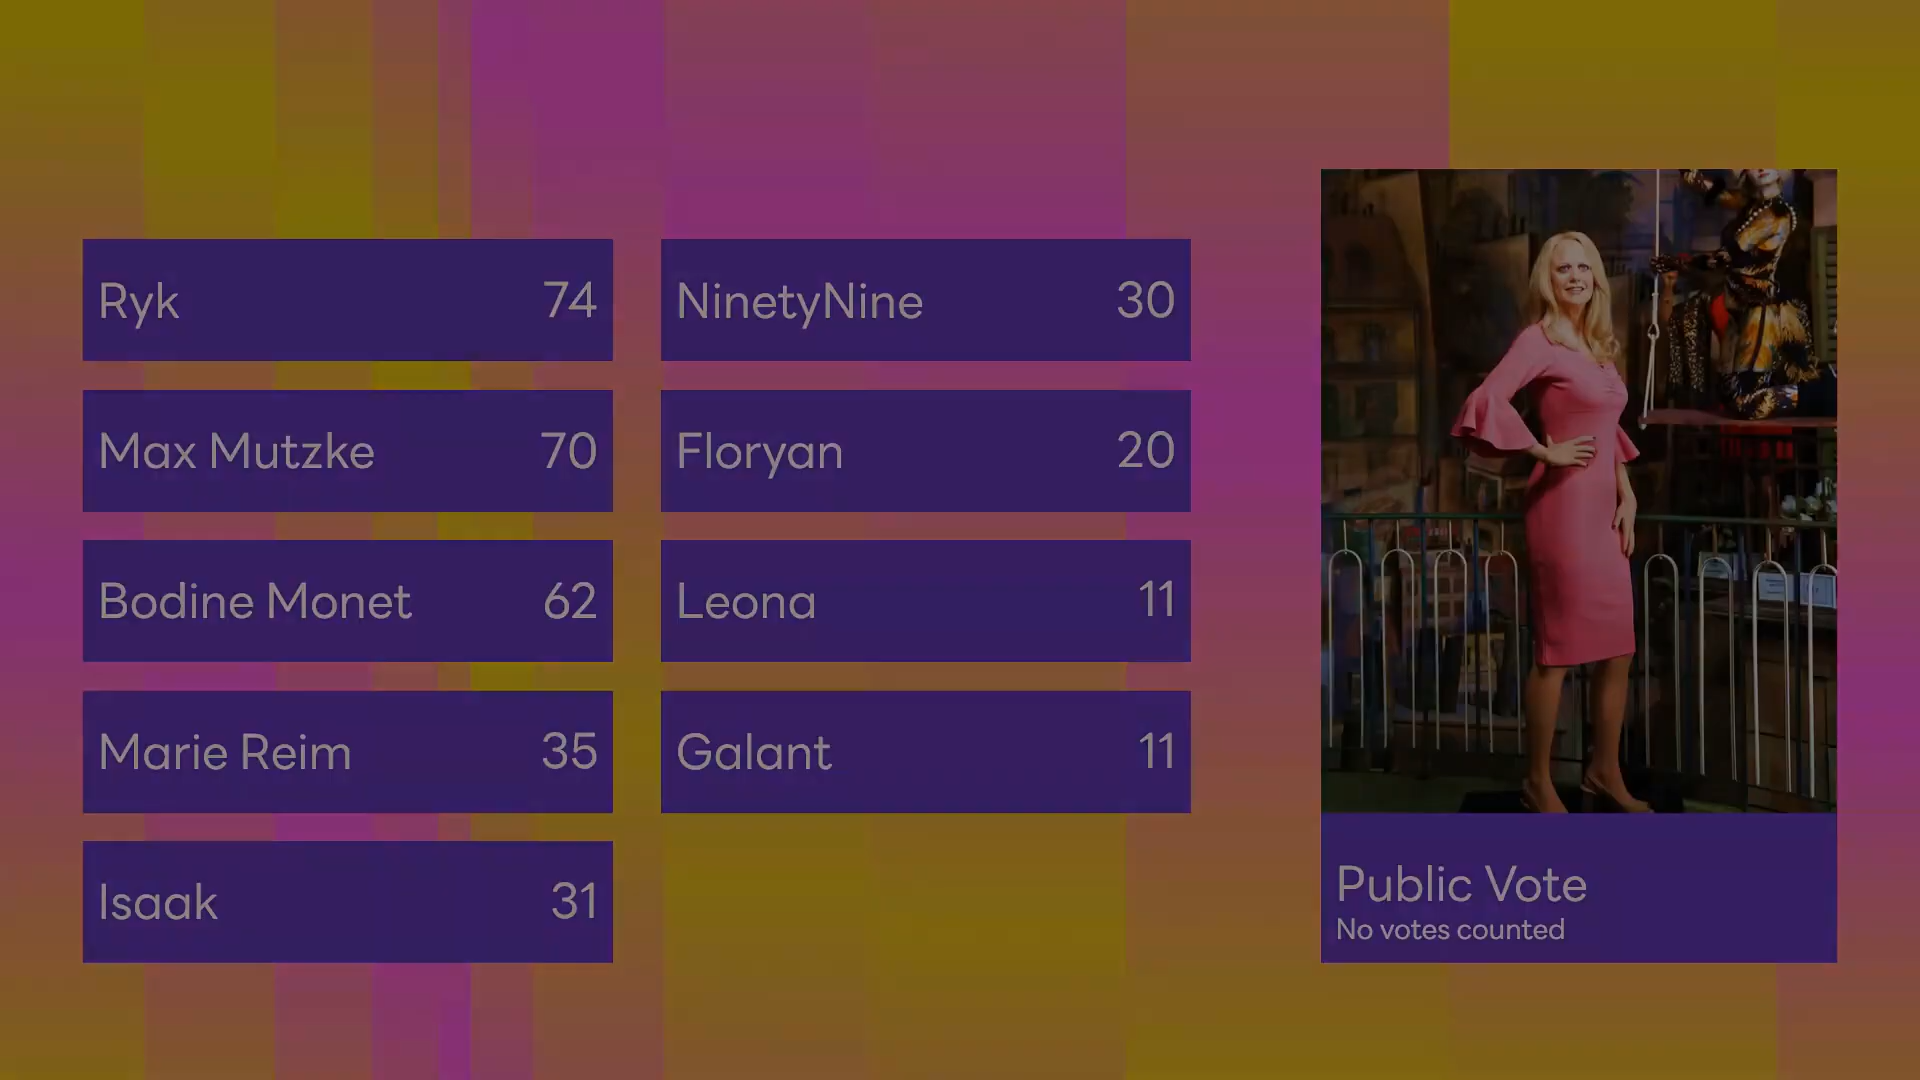 Ryk 74
Max Mutzke 70
Bodine Monet 62
Marie Reim 35
Isaak 31
NinetyNine 30
Floryan 20
Leona 11
Galant 11
Public Vote
No votes counted